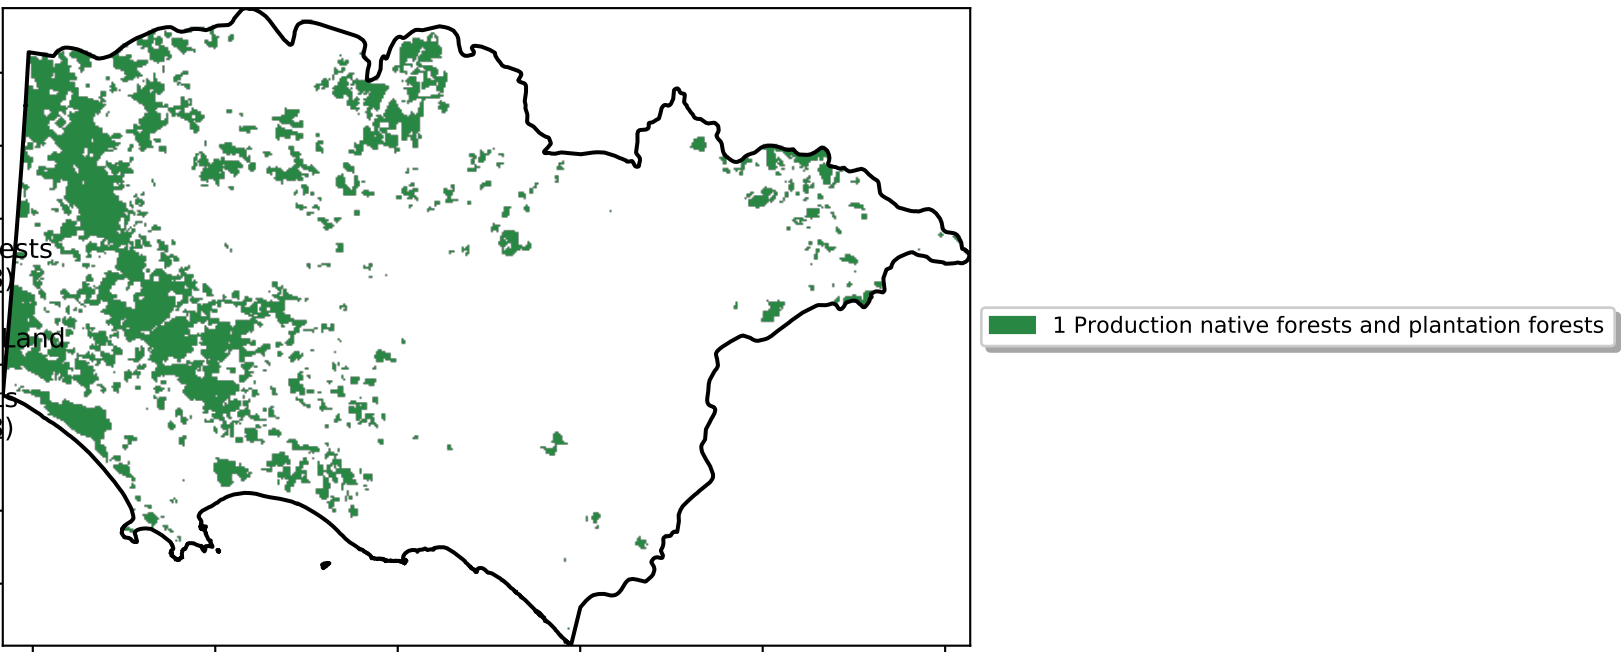 ests
)
Land
s
)
1 Production native forests and plantation forests